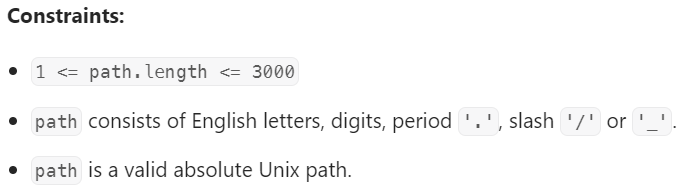 Constraints:
• 1 <= path.length <= 3000
• path consists of English letters, digits, period '.', slash '/' or '_'.
• path is a valid absolute Unix path.